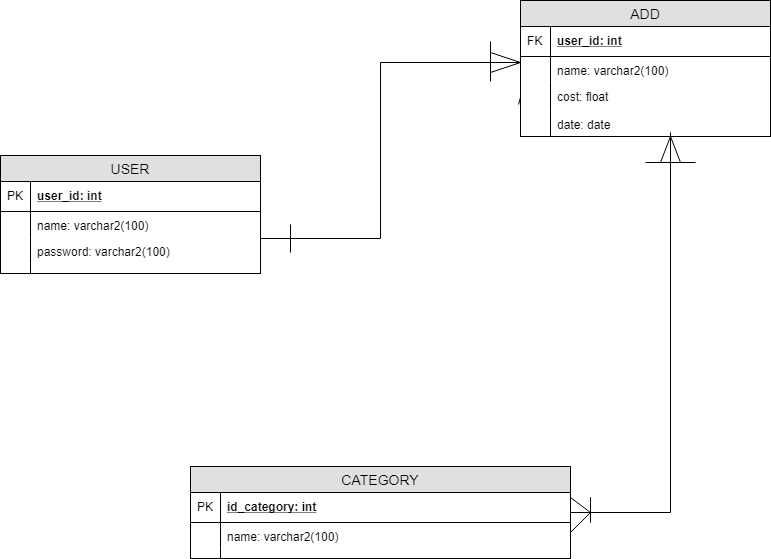 ADD
FK user_id: int
name: varchar2(100)
cost: float
date: date
USER
PK user_id: int
name: varchar2(100)
password: varchar2(100)
CATEGORY
PK id_category: int
name: varchar2(100)